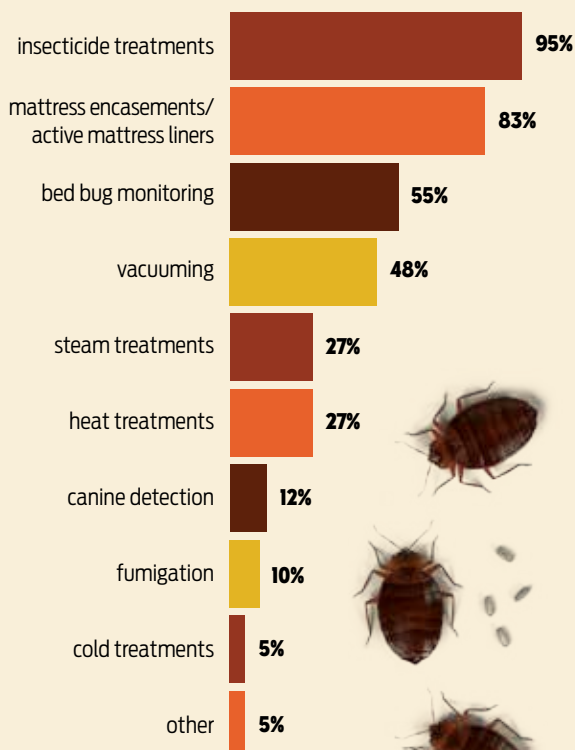 insecticide treatments 95%
mattress encasements/
active mattress liners 83%
bed bug monitoring 55%
vacuuming 48%
steam treatments 27%
heat treatments 27%
canine detection 12%
fumigation 10%
cold treatments 5%
other 5%